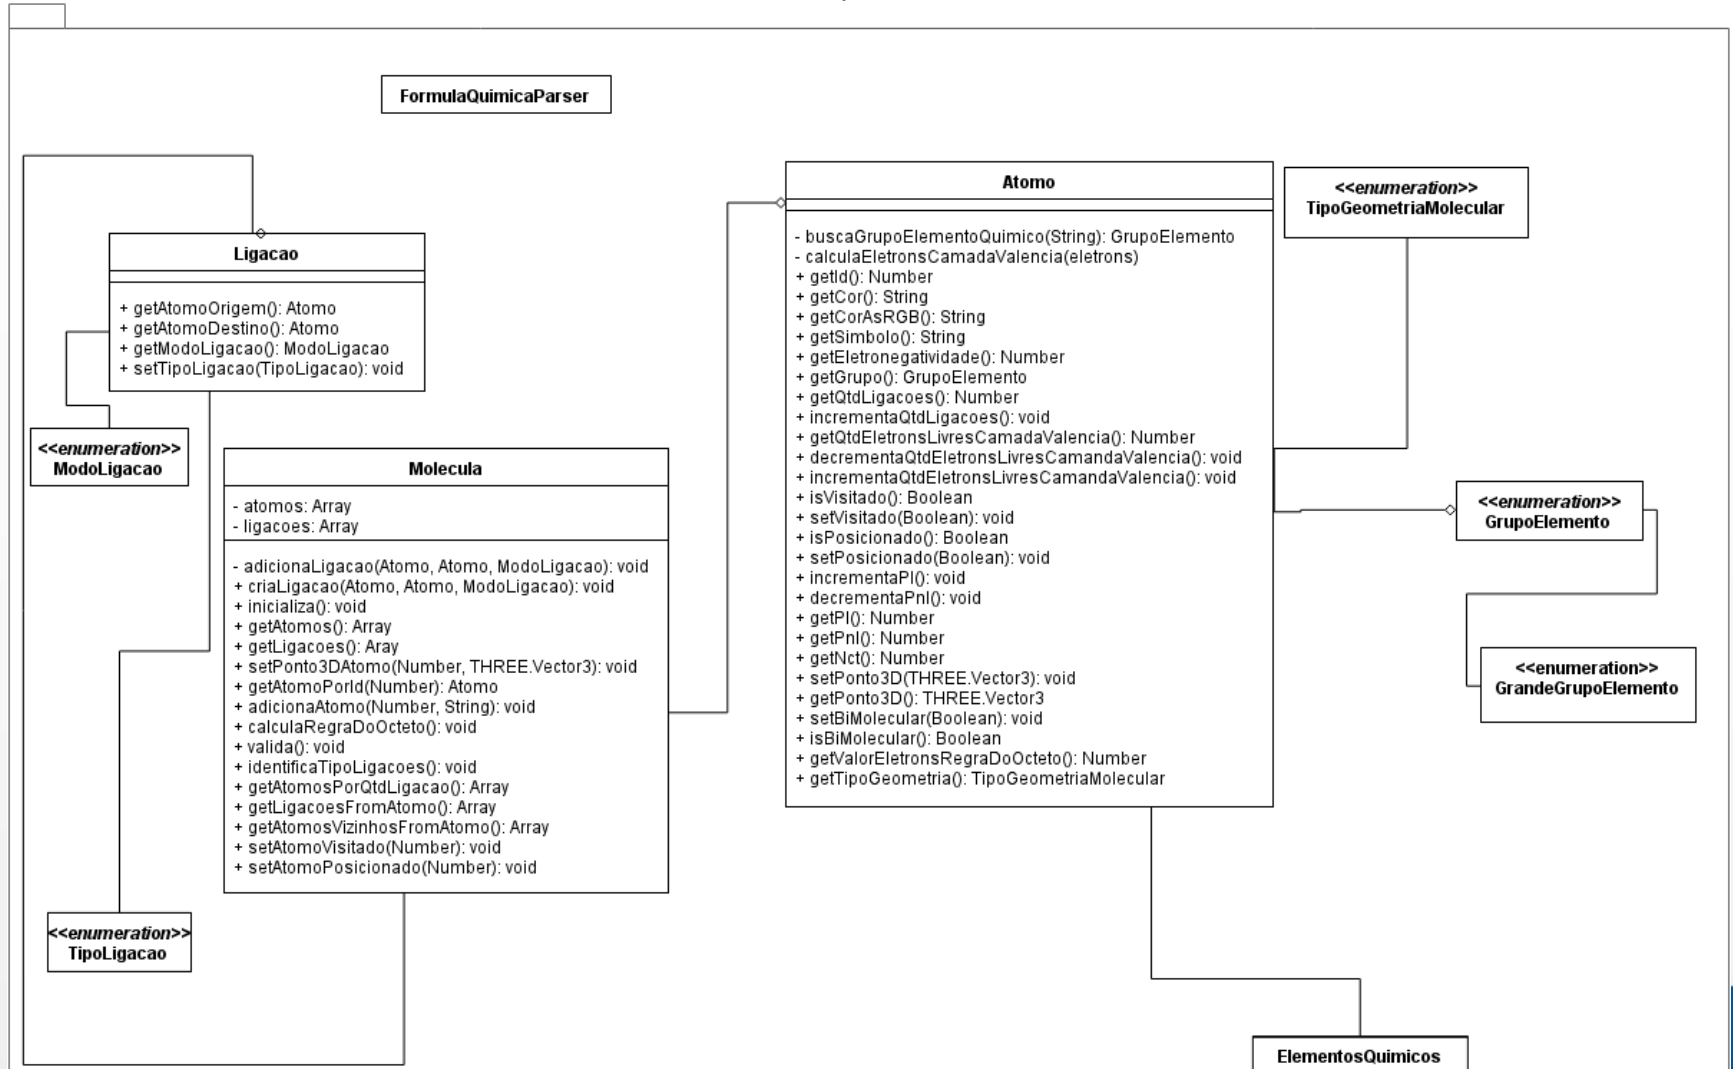 FormulaQuimicaParser
Ligacao
+ getAtomoOrigem(): Atomo
+ getAtomoDestino(): Atomo
+ getModoLigacao(): ModoLigacao
+ setTipoLigacao(TipoLigacao): void
<<enumeration>>
ModoLigacao
Molecula
- atomos: Array
- ligacoes: Array
- adicionaLigacao(Atomo, Atomo, ModoLigacao): void
+ criaLigacao(Atomo, Atomo, ModoLigacao): void
+ inicializa(): void
+ getAtomos(): Array
+ getLigacoes(): Aray
+ setPonto3DAtomo(Number, THREE.Vector3): void
+ getAtomoPorId(Number): Atomo
+ adicionaAtomo(Number, String): void
+ calculaRegraDoOcteto(): void
+ valida(): void
+ identificaTipoLigacoes(): void
+ getAtomosPorQtdLigacao(): Array
+ getLigacoesFromAtomo(): Array
+ getAtomosVizinhosFromAtomo(): Array
+ setAtomoVisitado(Number): void
+ setAtomoPosicionado(Number): void
<<enumeration>>
TipoLigacao
Atomo
- buscaGrupoElementoQuimico(String): GrupoElemento
- calculaEletronsCamadaValencia(eletrons)
+ getId(): Number
+ getCor(): String
+ getCorAsRGB(): String
+ getSimbolo(): String
+ getEletronegatividade(): Number
+ getGrupo(): GrupoElemento
+ getQtdLigacoes(): Number
+ incrementaQtdLigacoes(): void
+ getQtdEletronsLivresCamadaValencia(): Number
+ decrementaQtdEletronsLivresCamandaValencia(): void
+ incrementaQtdEletronsLivresCamandaValencia(): void
+ isVisitado(): Boolean
+ setVisitado(Boolean): void
+ isPosicionado(): Boolean
+ setPosicionado(Boolean): void
+ incrementaPl(): void
+ decrementaPnl(): void
+ getPl(): Number
+ getPnl(): Number
+ getNct(): Number
+ setPonto3D(THREE.Vector3): void
+ getPonto3D(): THREE.Vector3
+ setBiMolecular(Boolean): void
+ isBiMolecular(): Boolean
+ getValorEletronsRegraDoOcteto(): Number
+ getTipoGeometria(): TipoGeometriaMolecular
<<enumeration>>
TipoGeometriaMolecular
<<enumeration>>
GrupoElemento
<<enumeration>>
GrandeGrupoElemento
ElementosQuimicos